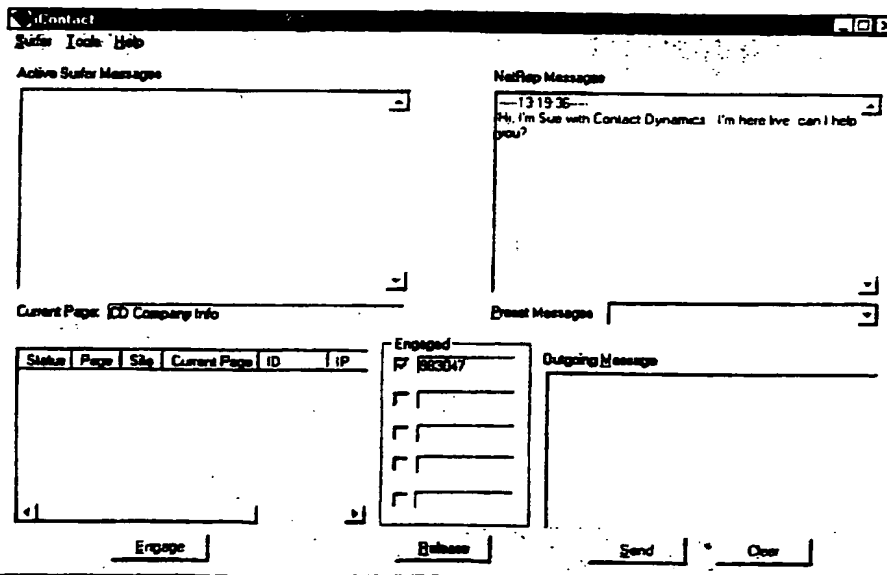 iContact
Surfer Tools Help
Active Surfer Messages
NetRep Messages
----13:19:36----
Hi, I'm Sue with Contact Dynamics. I'm here live can I help
you?
Current Page: CD Company Info
Preset Messages
Status Page Site Current Page ID IP
Engaged
883047
Outgoing Message
Engage
Release
Send
Clear